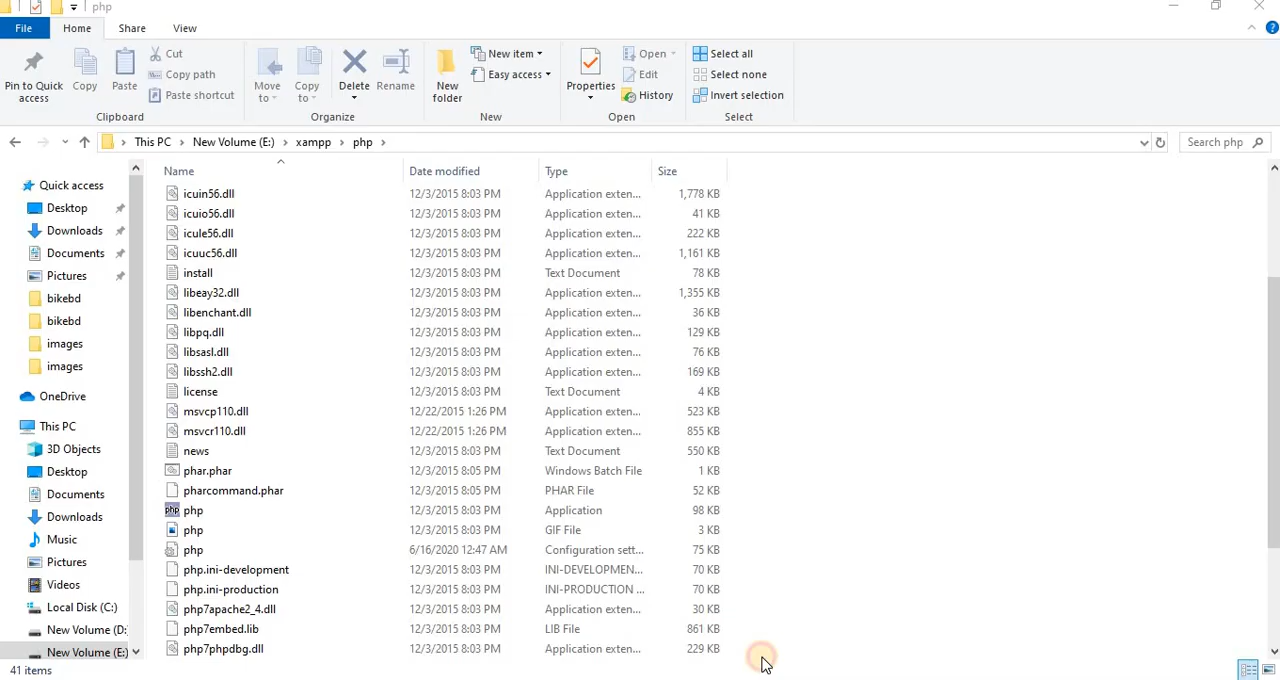 php
File Home Share View
Pin to Quick access
Copy
Paste
Cut
Copy path
Paste shortcut
Clipboard
Move to
Copy to
Delete
Rename
Organize
New folder
New item
Easy access
New
Properties
Open
Edit
History
Open
Select all
Select none
Invert selection
Select
This PC > New Volume (E:) > xampp > php >
Search php
Quick access
Desktop
Downloads
Documents
Pictures
bikebd
bikebd
images
images
OneDrive
This PC
3D Objects
Desktop
Documents
Downloads
Music
Pictures
Videos
Local Disk (C:)
New Volume (D:
New Volume (E:)
Name Date modified Type Size
icuin56.dll 12/3/2015 8:03 PM Application exten... 1,778 KB
icuio56.dll 12/3/2015 8:03 PM Application exten... 41 KB
icule56.dll 12/3/2015 8:03 PM Application exten... 222 KB
icuuc56.dll 12/3/2015 8:03 PM Application exten... 1,161 KB
install 12/3/2015 8:03 PM Text Document 78 KB
libeay32.dll 12/3/2015 8:03 PM Application exten... 1,355 KB
libenchant.dll 12/3/2015 8:03 PM Application exten... 36 KB
libpq.dll 12/3/2015 8:03 PM Application exten... 129 KB
libsasl.dll 12/3/2015 8:03 PM Application exten... 76 KB
libssh2.dll 12/3/2015 8:03 PM Application exten... 169 KB
license 12/3/2015 8:03 PM Text Document 4 KB
msvcp110.dll 12/22/2015 1:26 PM Application exten... 523 KB
msvcr110.dll 12/22/2015 1:26 PM Application exten... 855 KB
news 12/3/2015 8:03 PM Text Document 550 KB
phar.phar 12/3/2015 8:05 PM Windows Batch File 1 KB
pharcommand.phar 12/3/2015 8:05 PM PHAR File 52 KB
php php 12/3/2015 8:03 PM Application 98 KB
php 12/3/2015 8:03 PM GIF File 3 KB
php 6/16/2020 12:47 AM Configuration sett... 75 KB
php.ini-development 12/3/2015 8:03 PM INI-DEVELOPMEN... 70 KB
php.ini-production 12/3/2015 8:03 PM INI-PRODUCTION ... 70 KB
php7apache2_4.dll 12/3/2015 8:03 PM Application exten... 30 KB
php7embed.lib 12/3/2015 8:03 PM LIB File 861 KB
php7phpdbg.dll 12/3/2015 8:03 PM Application exten... 229 KB
41 items